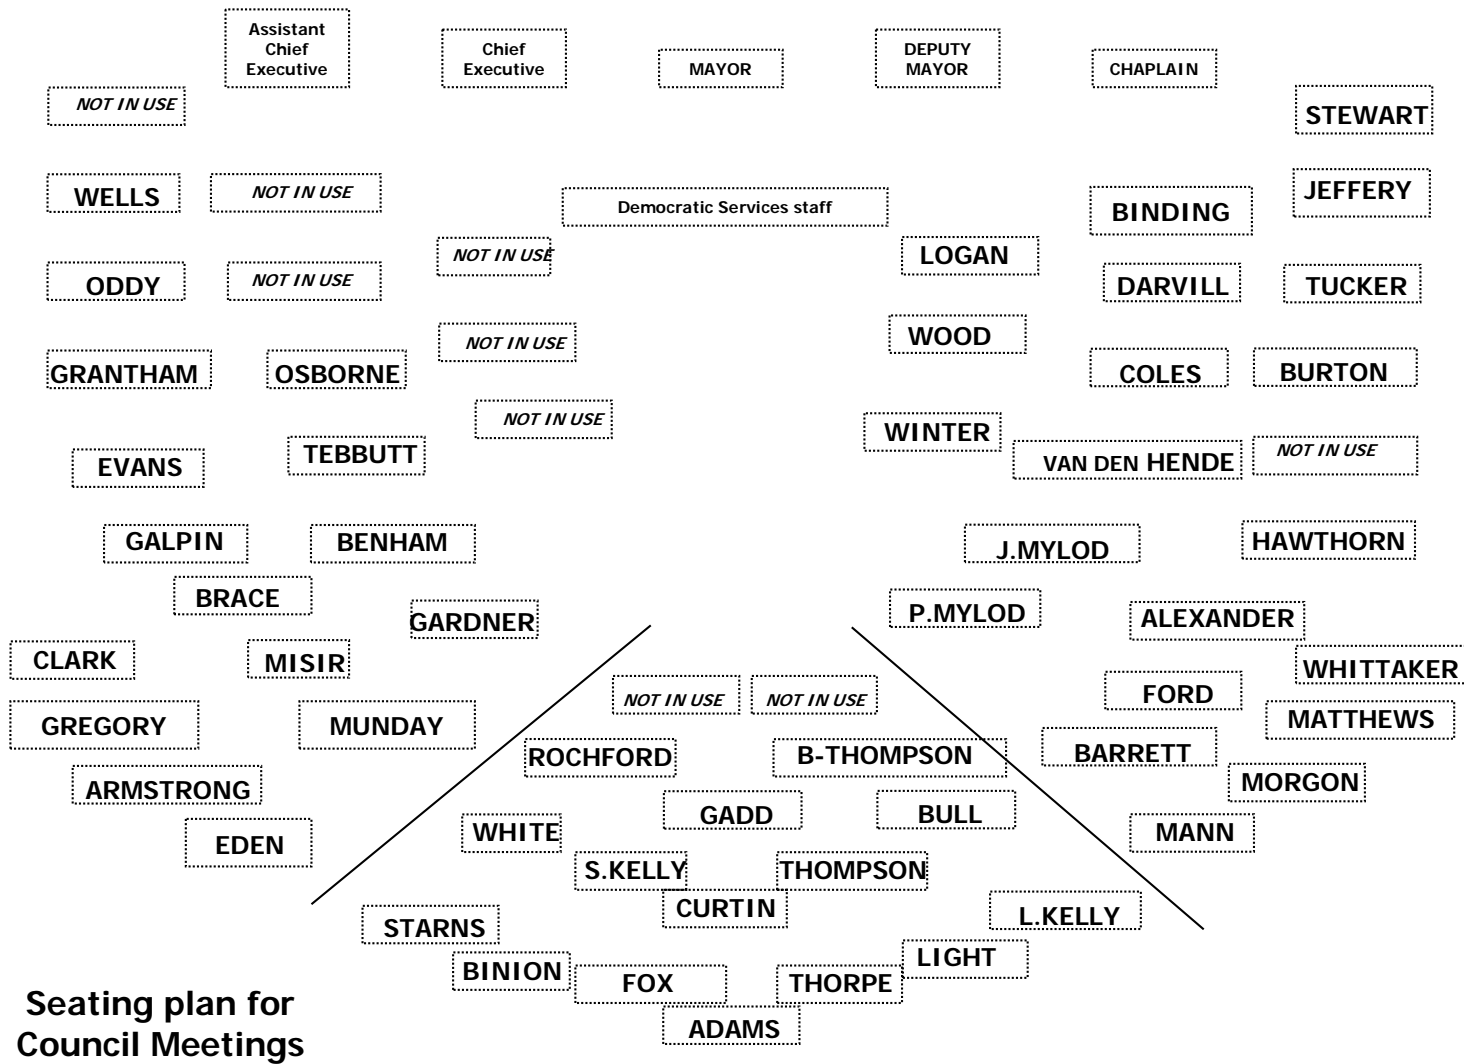 Assistant
Chief
Executive
Chief
Executive
MAYOR
DEPUTY
MAYOR
CHAPLAIN
NOT IN USE
STEWART
WELLS
NOT IN USE
Democratic Services staff
BINDING
JEFFERY
NOT IN USE
LOGAN
ODDY
NOT IN USE
DARVILL
TUCKER
NOT IN USE
WOOD
GRANTHAM
OSBORNE
COLES
BURTON
NOT IN USE
WINTER
EVANS
TEBBUTT
VAN DEN HENDE
NOT IN USE
GALPIN
BENHAM
J.MYLOD
HAWTHORN
BRACE
GARDNER
P.MYLOD
ALEXANDER
CLARK
MISIR
WHITTAKER
NOT IN USE
NOT IN USE
FORD
GREGORY
MUNDAY
MATTHEWS
ROCHFORD
B-THOMPSON
BARRETT
ARMSTRONG
MORGON
GADD
BULL
EDEN
WHITE
MANN
S.KELLY
THOMPSON
CURTIN
L.KELLY
STARNS
LIGHT
BINION
FOX
THORPE
ADAMS
Seating plan for
Council Meetings